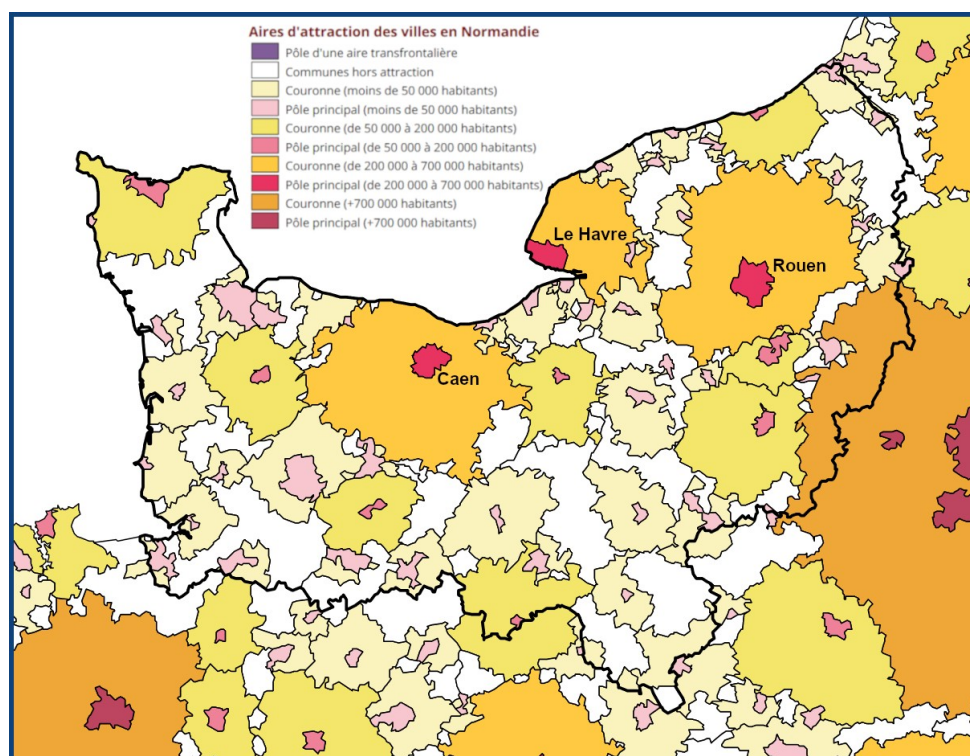 Aires d'attraction des villes en Normandie
Pôle d'une aire transfrontalière
Communes hors attraction
Couronne (moins de 50 000 habitants)
Pôle principal (moins de 50 000 habitants)
Couronne (de 50 000 à 200 000 habitants)
Pôle principal (de 50 000 à 200 000 habitants)
Couronne (de 200 000 à 700 000 habitants)
Pôle principal (de 200 000 à 700 000 habitants)
Couronne (+700 000 habitants)
Pôle principal (+700 000 habitants)
Le Havre
Rouen
Caen